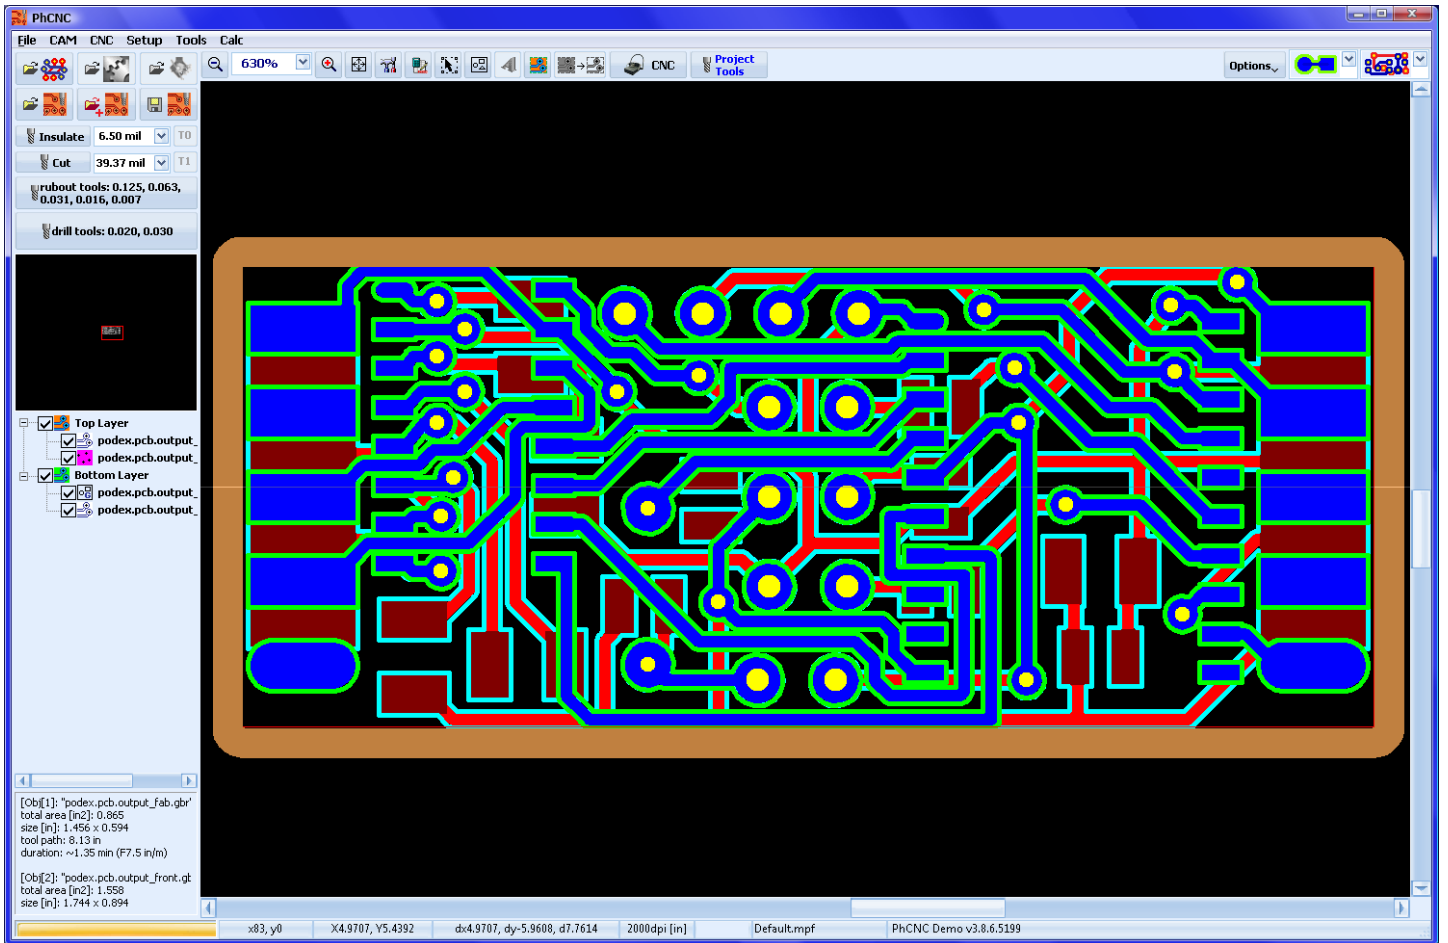 PhCNC
File CAM CNC Setup Tools Calc
630%
CNC
Project
Tools
Options
Insulate 6.50 mil T0
Cut 39.37 mil T1
rubout tools: 0.125, 0.063,
0.031, 0.016, 0.007
drill tools: 0.020, 0.030
Top Layer
podex.pcb.output_
podex.pcb.output_
Bottom Layer
podex.pcb.output_
podex.pcb.output_
[Obj[1]: "podex.pcb.output_fab.gbr"
total area [in2]: 0.865
size [in]: 1.456 x 0.594
tool path: 8.13 in
duration: ~1.35 min (F7.5 in/m)
[Obj[2]: "podex.pcb.output_front.gt
total area [in2]: 1.558
size [in]: 1.744 x 0.894
x83, y0 X4.9707, Y5.4392 dx4.9707, dy-5.9608, d7.7614 2000dpi [in] Default.mpf PhCNC Demo v3.8.6.5199